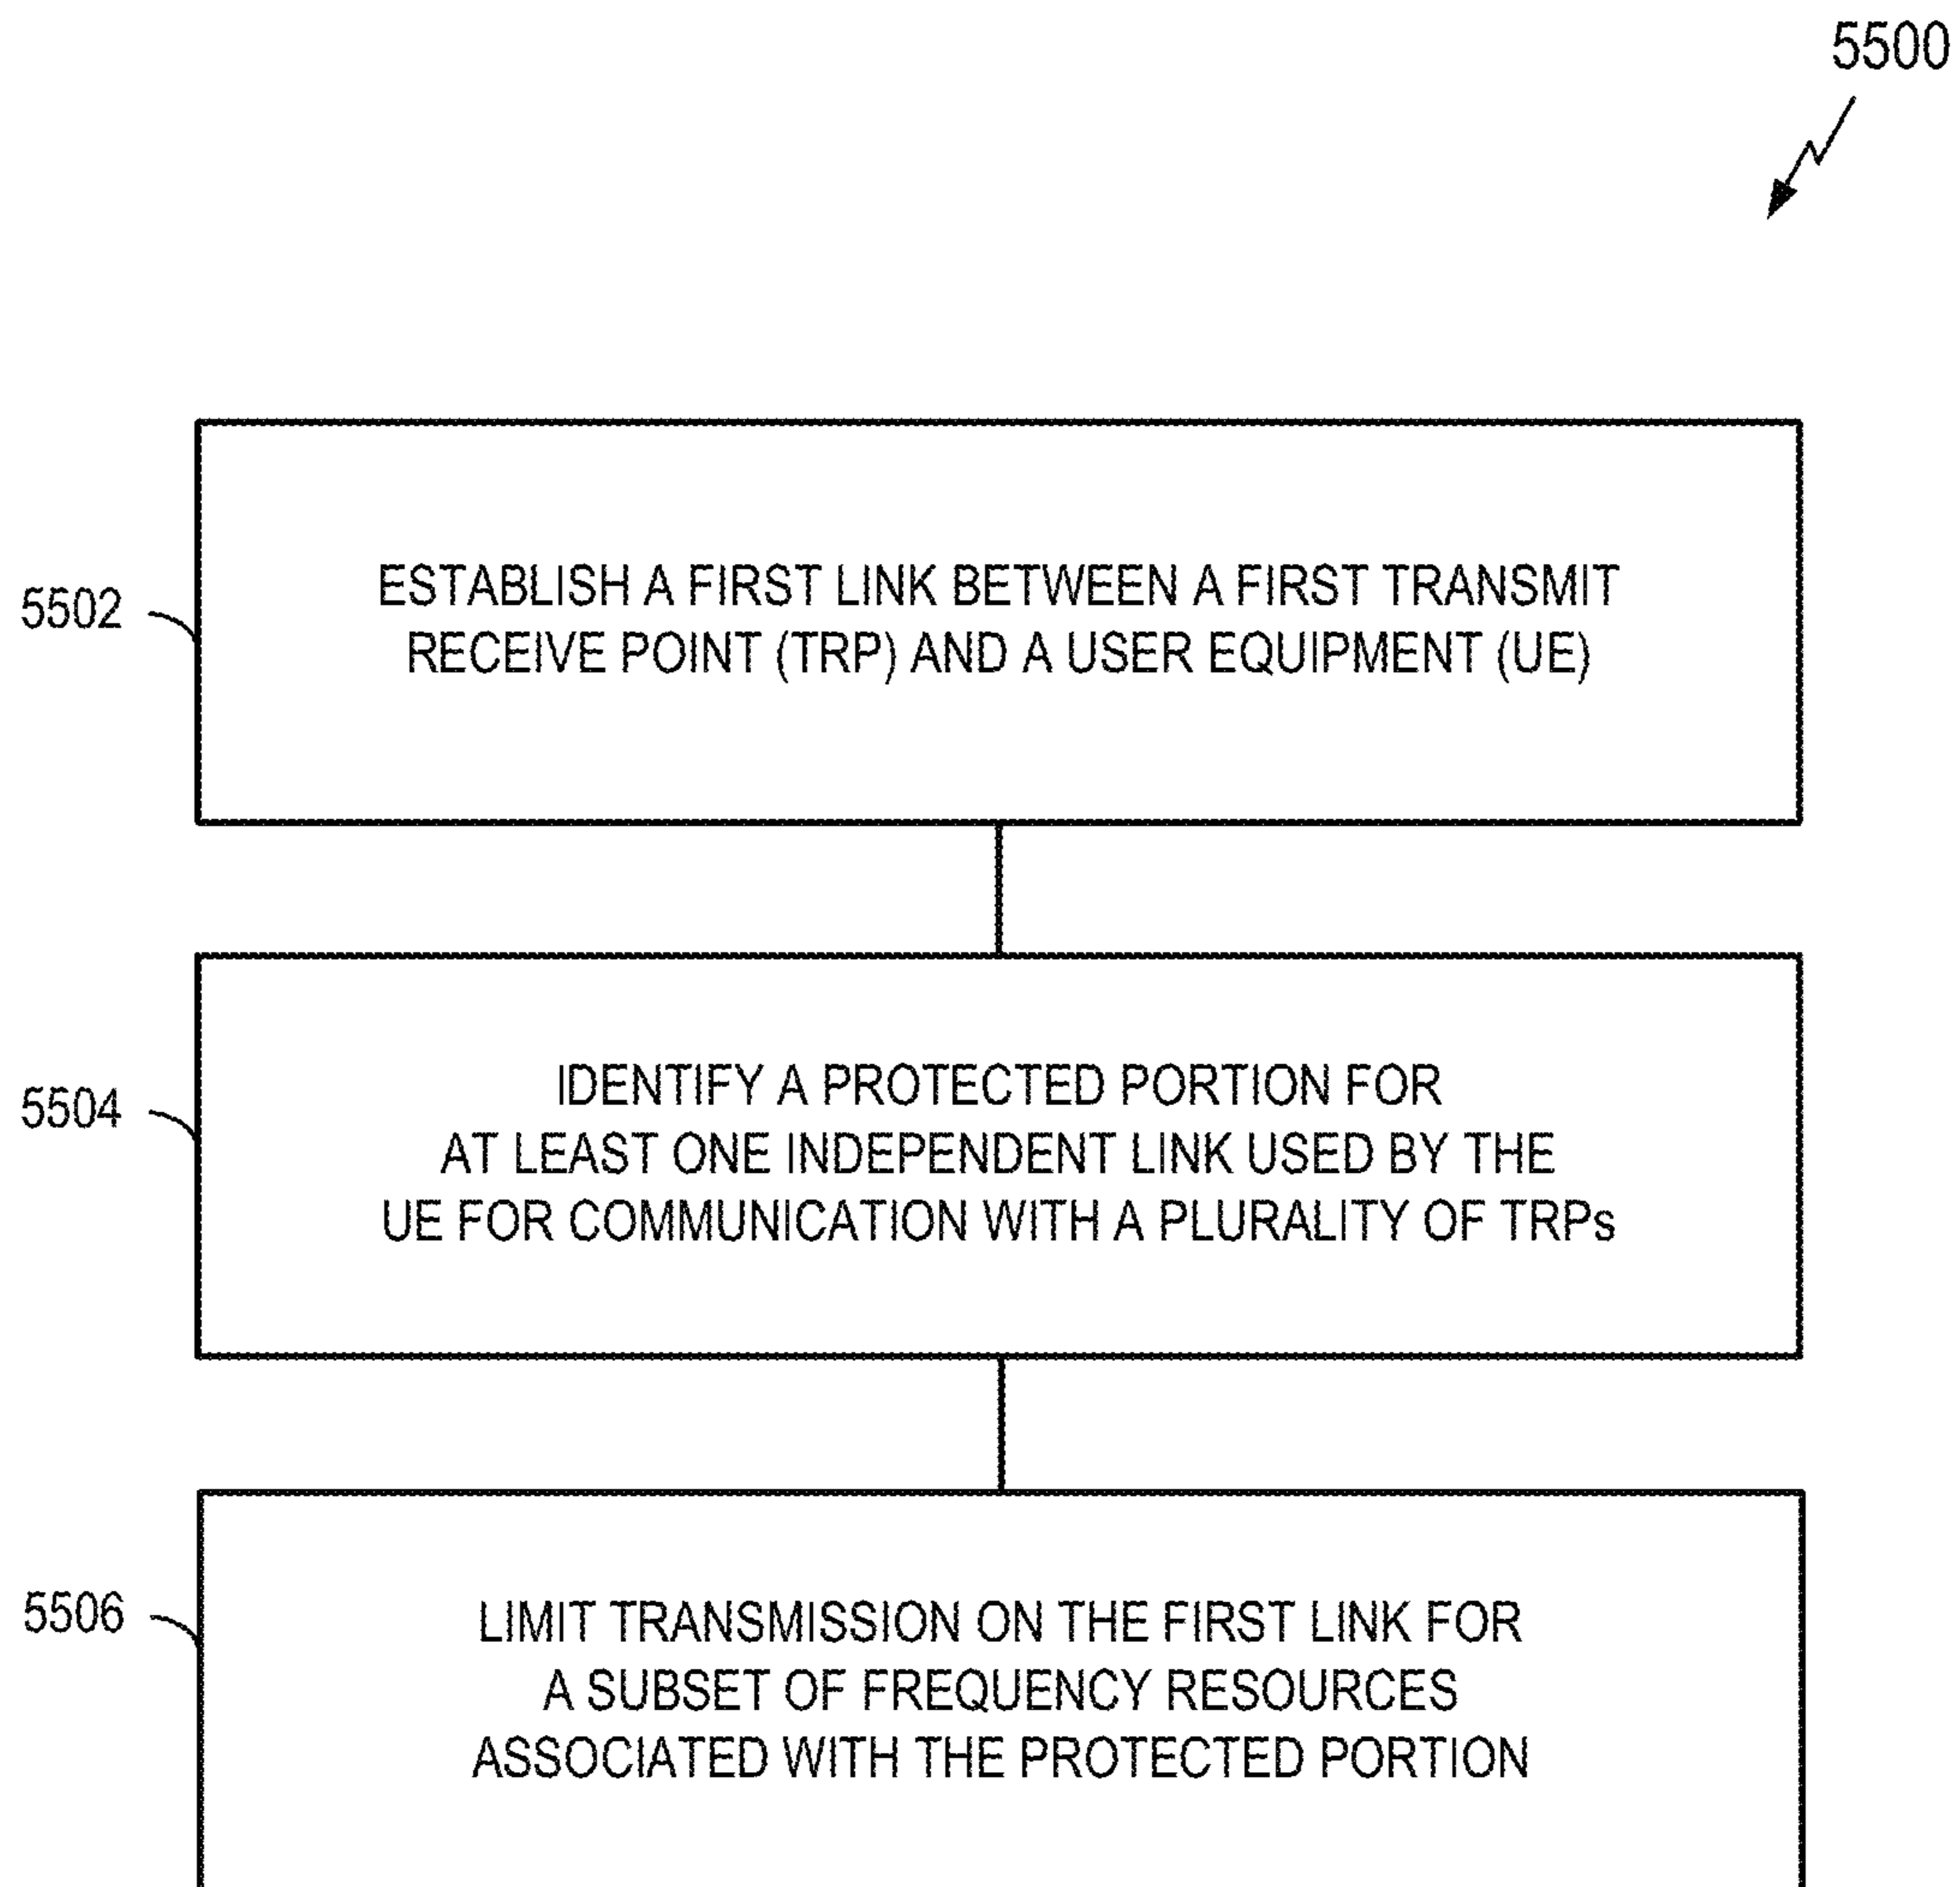 5500
5502
ESTABLISH A FIRST LINK BETWEEN A FIRST TRANSMIT
RECEIVE POINT (TRP) AND A USER EQUIPMENT (UE)
5504
IDENTIFY A PROTECTED PORTION FOR
AT LEAST ONE INDEPENDENT LINK USED BY THE
UE FOR COMMUNICATION WITH A PLURALITY OF TRPs
5506
LIMIT TRANSMISSION ON THE FIRST LINK FOR
A SUBSET OF FREQUENCY RESOURCES
ASSOCIATED WITH THE PROTECTED PORTION